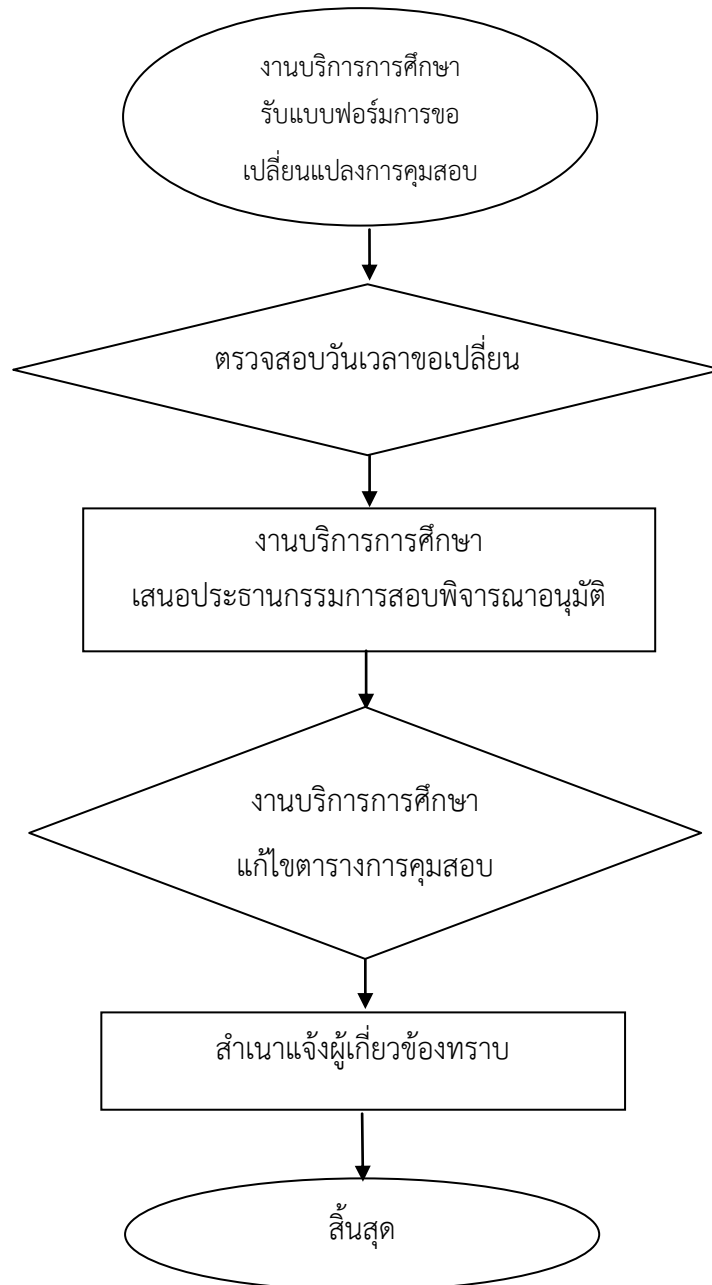 งานบริการการศึกษา
รับแบบฟอร์มการขอ
เปลี่ยนแปลงการคุมสอบ
ตรวจสอบวันเวลาขอเปลี่ยน
งานบริการการศึกษา
เสนอประธานกรรมการสอบพิจารณาอนุมัติ
งานบริการการศึกษา
แก้ไขตารางการคุมสอบ
สำเนาแจ้งผู้เกี่ยวข้องทราบ
สิ้นสุด